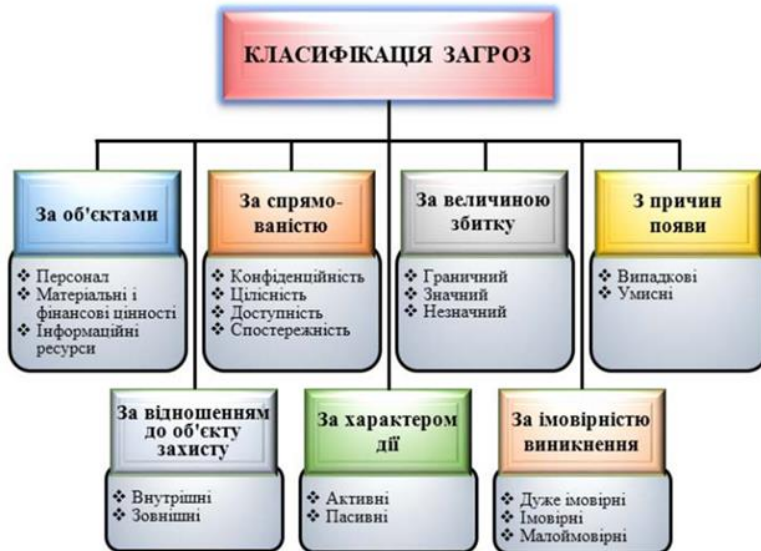 КЛАСИФІКАЦІЯ ЗАГРОЗ
За об'єктами
❖ Персонал
❖ Матеріальні і
фінансові цінності
❖ Інформаційні
ресурси
За спрямо-
ваністю
❖ Конфіденційність
❖ Цілісність
❖ Доступність
❖ Спостережність
За величиною
збитку
❖ Граничний
❖ Значний
❖ Незначний
З причин
появи
❖ Випадкові
❖ Умисні
За відношенням
до об'єкту
захисту
❖ Внутрішні
❖ Зовнішні
За характером
дії
❖ Активні
❖ Пасивні
За імовірністю
виникнення
❖ Дуже імовірні
❖ Імовірні
❖ Малоймовірні